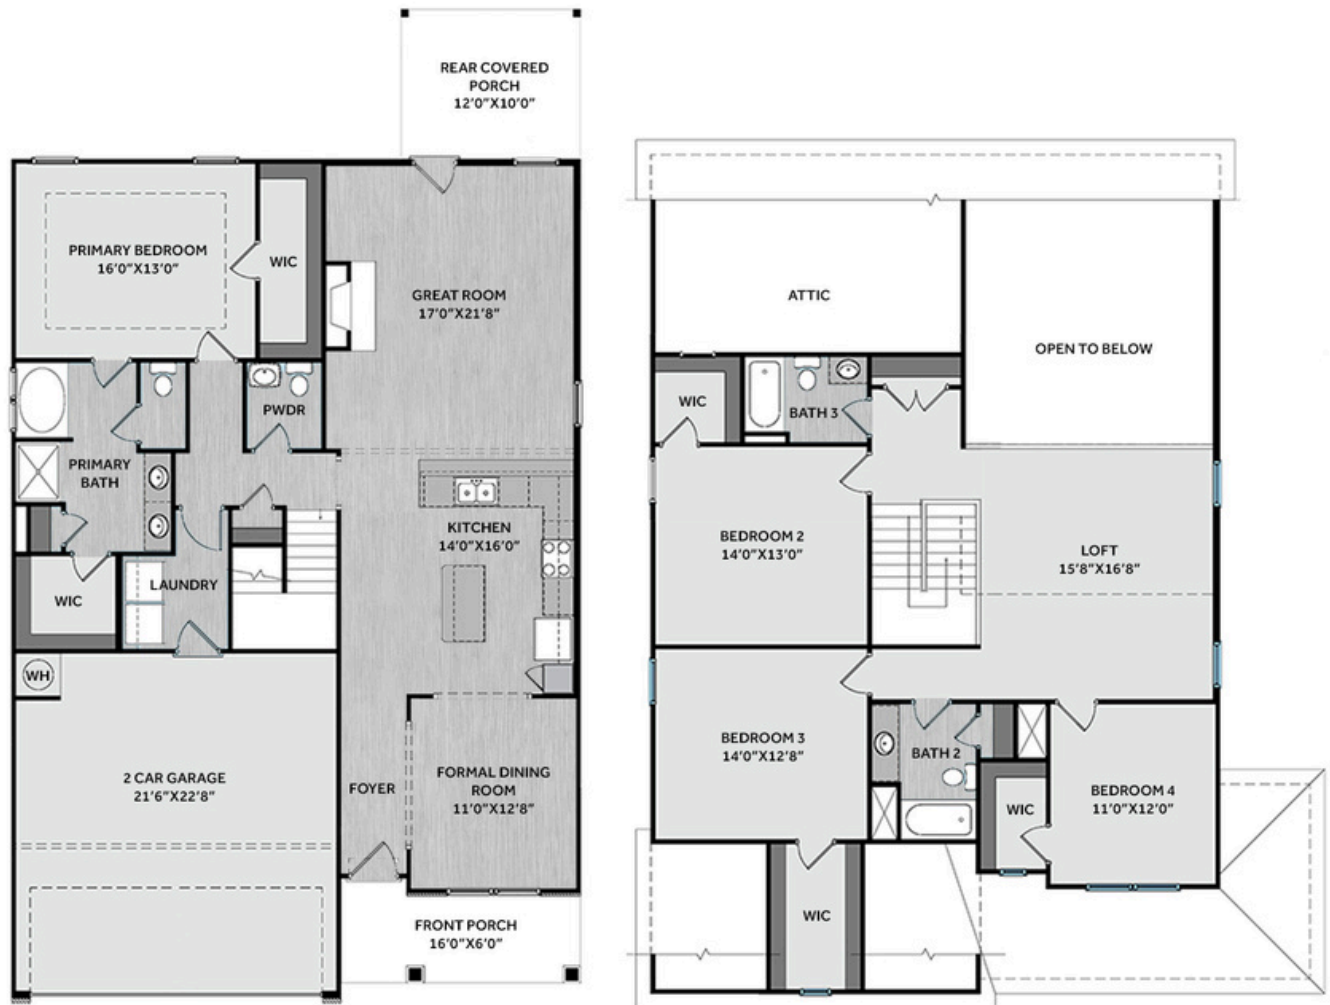 REAR COVERED
PORCH
12'0"X10'0"
PRIMARY BEDROOM
16'0"X13'0"
WIC
GREAT ROOM
17'0"X21'8"
PWDR
PRIMARY
BATH
KITCHEN
14'0"X16'0"
LAUNDRY
WIC
WH
2 CAR GARAGE
21'6"X22'8"
FOYER
FORMAL DINING
ROOM
11'0"X12'8"
FRONT PORCH
16'0"X6'0"
ATTIC
OPEN TO BELOW
WIC
BATH 3
BEDROOM 2
14'0"X13'0"
LOFT
15'8"X16'8"
BEDROOM 3
14'0"X12'8"
BATH 2
BEDROOM 4
11'0"X12'0"
WIC
WIC